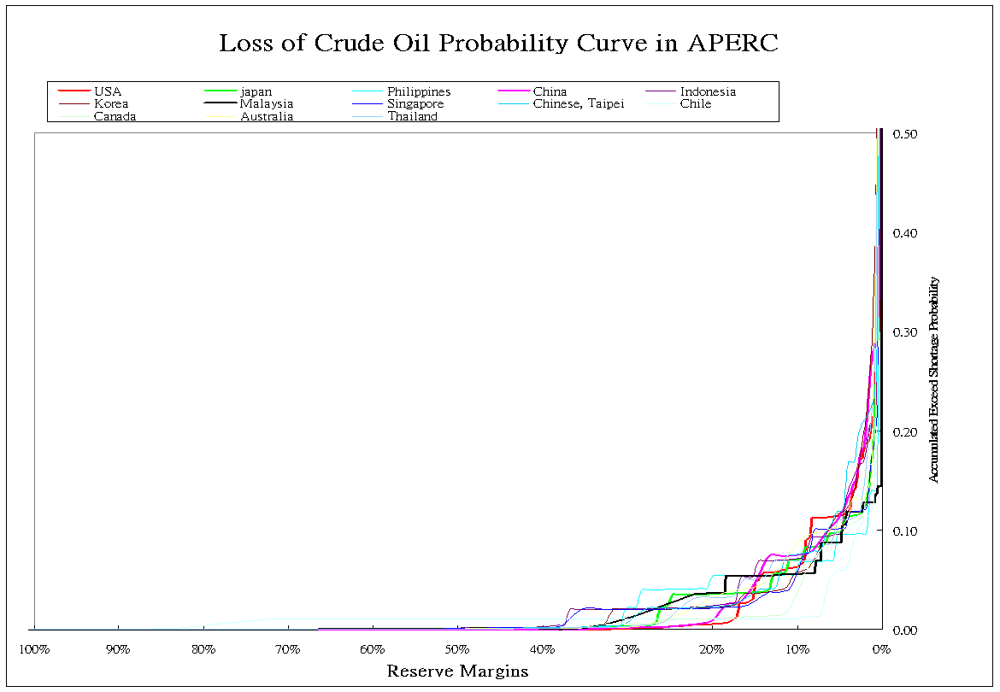 Loss of Crude Oil Probability Curve in APERC
USA japan Philippines China Indonesia
Korea Malaysia Singapore Chinese, Taipei Chile
Canada Australia Thailand
0.50
0.40
0.30
0.20
0.10
0.00
Accumulated Exceed Shortage Probability
100% 90% 80% 70% 60% 50% 40% 30% 20% 10% 0%
Reserve Margins